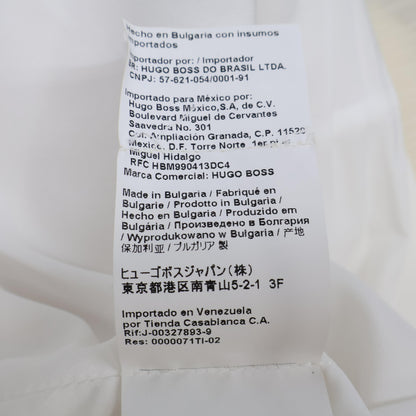 Hecho en Bulgaria con insumos
importados
Importador por: / Importador
BR: HUGO BOSS DO BRASIL LTDA.
CNPJ: 57-621-054/0001-91
Importado para México por:
Hugo Boss México,S.A, de C.V.
Boulevard Miguel de Cervantes
Saavedra No. 301
Col. Ampliación Granada, C.P. 11520
Mexico, D.F. Torre Norte, 1er
Miguel Hidalgo
RFC HBM990413DC4
Marca Comercial: HUGO BOSS
Made in Bulgaria / Fabriqué en
Bulgarie / Prodotto in Bulgaria /
Hecho en Bulgaria / Produzido em
Bulgária / Произведено в Болгария
/ Wyprodukowano w Bulgaria / 产地
保加利亚 / ブルガリア 製
ヒューゴボスジャパン(株)
東京都港区南青山5-2-1 3F
Importado en Venezuela
por Tienda Casablanca C.A.
Rif:J-00327893-9
Res: 0000071TI-02